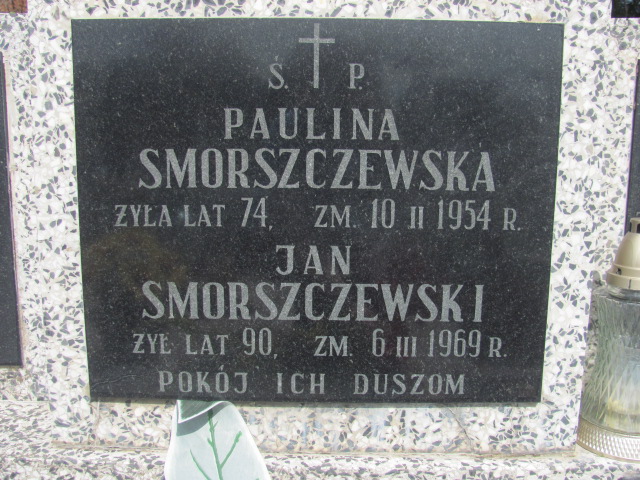 Ś. P.
PAULINA
SMORSZCZEWSKA
ŻYŁA LAT 74, ZM. 10 II 1954 R.
JAN
SMORSZCZEWSKI
ŻYŁ LAT 90, ZM. 6 III 1969 R.
POKÓJ ICH DUSZOM